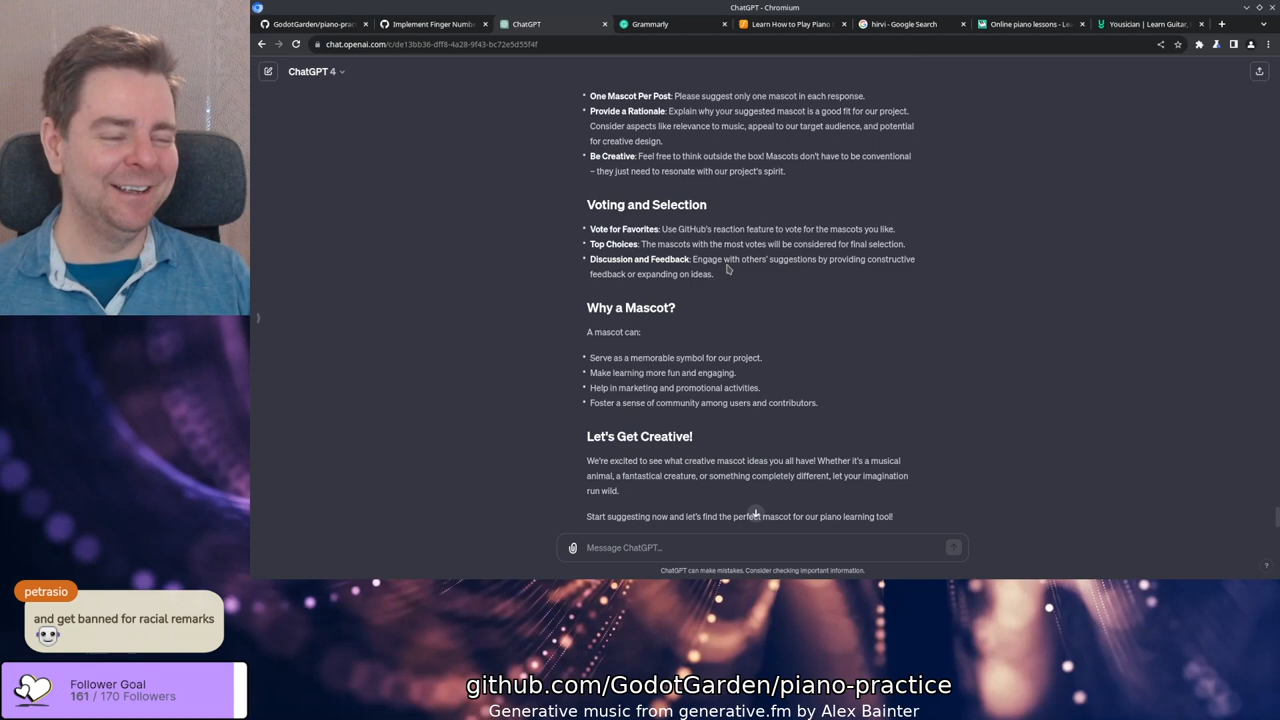 ChatGPT - Chromium
GodotGarden/piano-prac
Implement Finger Numbe
ChatGPT
Grammarly
Learn How to Play Piano
hirvi - Google Search
Online piano lessons - Le
Yousician | Learn Guitar,
chat.openai.com/c/de13bb36-dff6-4a28-9f43-bc72e5d55f4f
ChatGPT 4
• One Mascot Per Post: Please suggest only one mascot in each response.
• Provide a Rationale: Explain why your suggested mascot is a good fit for our project.
Consider aspects like relevance to music, appeal to our target audience, and potential
for creative design.
• Be Creative: Feel free to think outside the box! Mascots don't have to be conventional
– they just need to resonate with our project's spirit.
Voting and Selection
• Vote for Favorites: Use GitHub's reaction feature to vote for the mascots you like.
• Top Choices: The mascots with the most votes will be considered for final selection.
• Discussion and Feedback: Engage with others' suggestions by providing constructive
feedback or expanding on ideas.
Why a Mascot?
A mascot can:
• Serve as a memorable symbol for our project.
• Make learning more fun and engaging.
• Help in marketing and promotional activities.
• Foster a sense of community among users and contributors.
Let's Get Creative!
We're excited to see what creative mascot ideas you all have! Whether it's a musical
animal, a fantastical creature, or something completely different, let your imagination
run wild.
Start suggesting now and let's find the perfect mascot for our piano learning tool!
Message ChatGPT...
ChatGPT can make mistakes. Consider checking important information.
?
petrasio
and get banned for racial remarks
Follower Goal
161 / 170 Followers
github.com/GodotGarden/piano-practice
Generative music from generative.fm by Alex Bainter